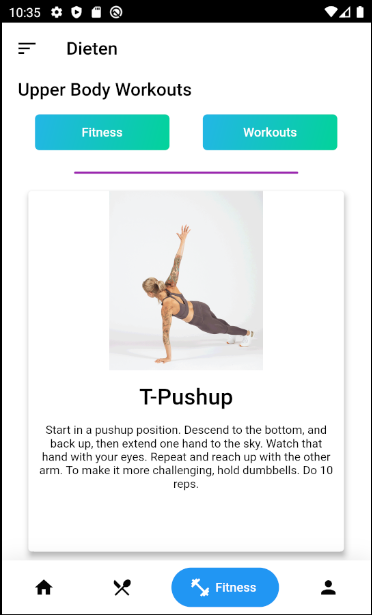 10:35
Dieten
Upper Body Workouts
Fitness
Workouts
T-Pushup
Start in a pushup position. Descend to the bottom, and
back up, then extend one hand to the sky. Watch that
hand with your eyes. Repeat and reach up with the other
arm. To make it more challenging, hold dumbbells. Do 10
reps.
Fitness